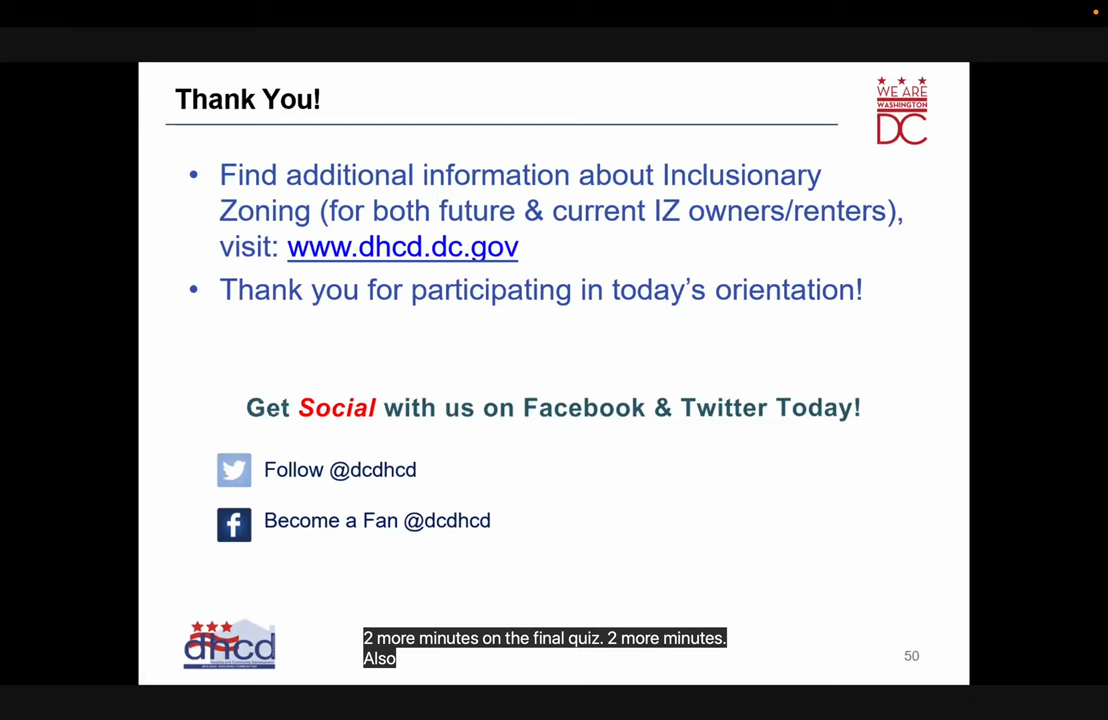 Thank You!
WE ARE
WASHINGTON
DC
• Find additional information about Inclusionary
Zoning (for both future & current IZ owners/renters),
visit: www.dhcd.dc.gov
• Thank you for participating in today’s orientation!
Get Social with us on Facebook & Twitter Today!
Follow @dcdhcd
Become a Fan @dcdhcd
dhcd
2 more minutes on the final quiz. 2 more minutes.
Also
50